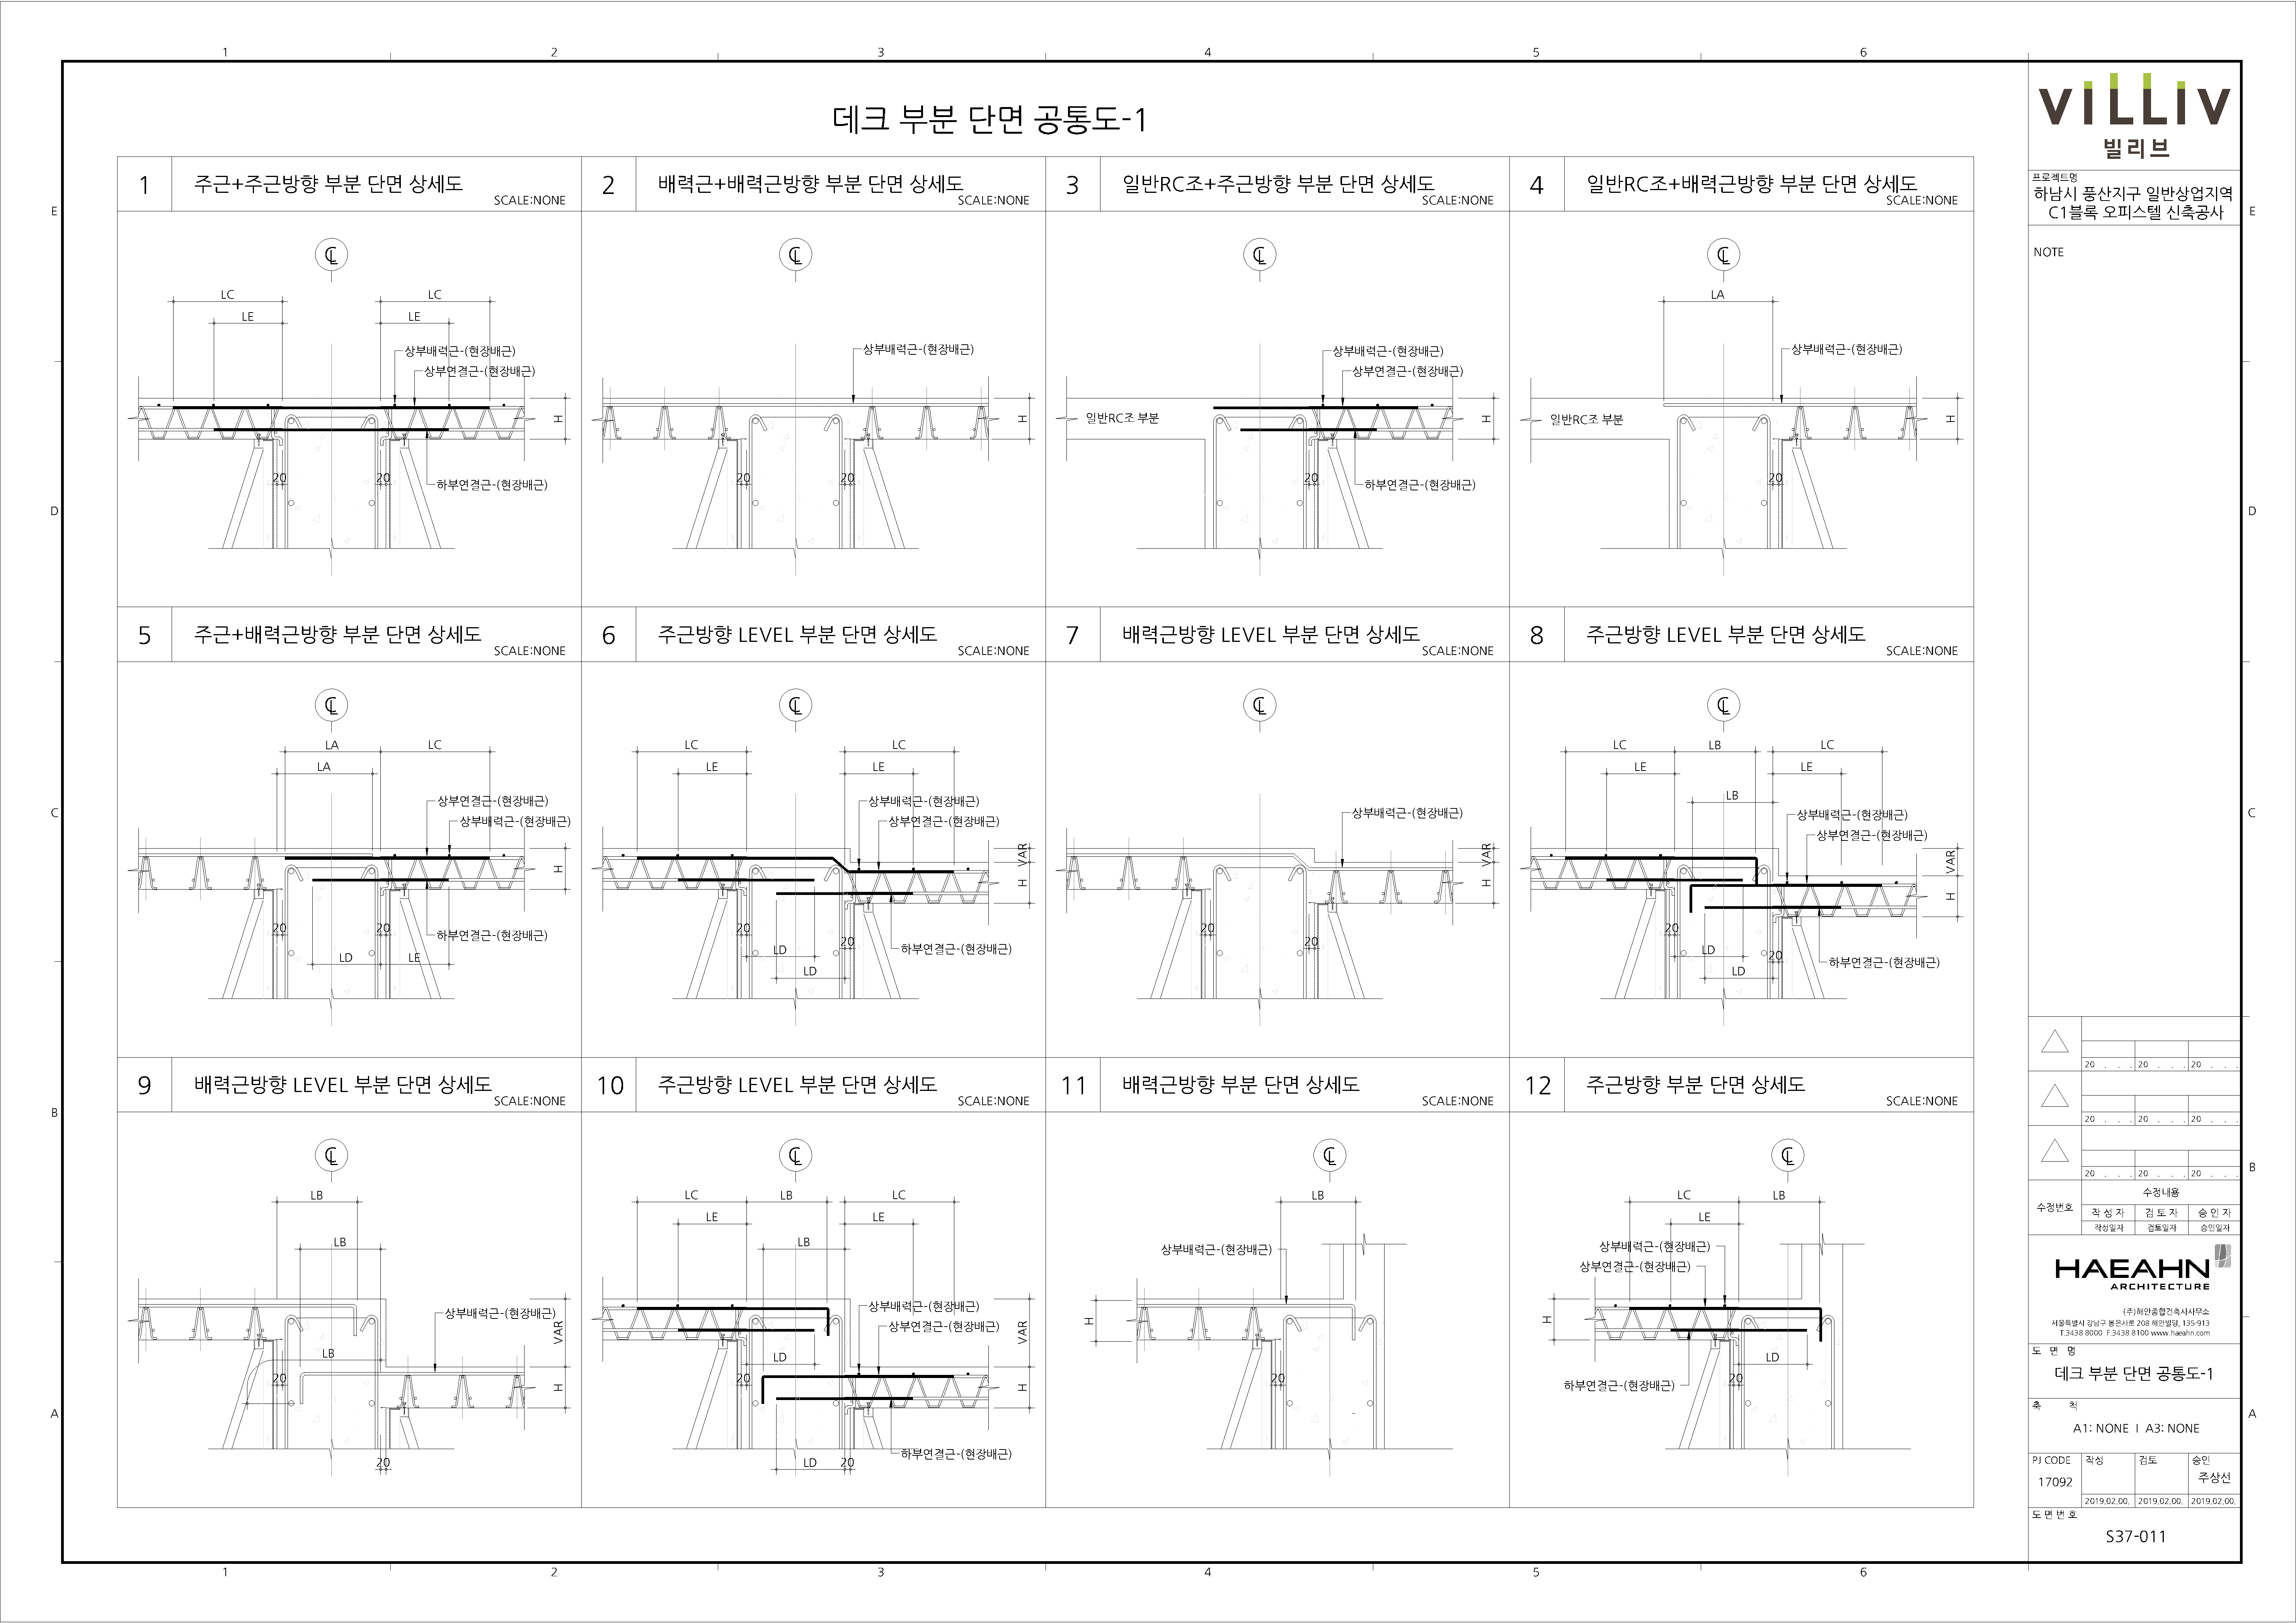 1 2 3 4 5 6
데크 부분 단면 공통도-1
1 주근+주근방향 부분 단면 상세도 SCALE:NONE
2 배력근+배력근방향 부분 단면 상세도 SCALE:NONE
3 일반RC조+주근방향 부분 단면 상세도 SCALE:NONE
4 일반RC조+배력근방향 부분 단면 상세도 SCALE:NONE
E
E
LC LC
LE LE
상부배력근-(현장배근)
상부연결근-(현장배근)
H
20 20
하부연결근-(현장배근)
상부배력근-(현장배근)
H
20 20
상부배력근-(현장배근)
상부연결근-(현장배근)
일반RC조 부분
H
20
하부연결근-(현장배근)
LA
상부배력근-(현장배근)
일반RC조 부분
H
20
D
D
5 주근+배력근방향 부분 단면 상세도 SCALE:NONE
6 주근방향 LEVEL 부분 단면 상세도 SCALE:NONE
7 배력근방향 LEVEL 부분 단면 상세도 SCALE:NONE
8 주근방향 LEVEL 부분 단면 상세도 SCALE:NONE
LA LC
LA
상부연결근-(현장배근)
상부배력근-(현장배근)
H
20 20
하부연결근-(현장배근)
LD LE
LC LC
LE LE
상부배력근-(현장배근)
상부연결근-(현장배근)
VAR
H
20 20
하부연결근-(현장배근)
LD
LD
상부배력근-(현장배근)
VAR
H
20 20
LC LB LC
LE LE
LB
상부배력근-(현장배근)
상부연결근-(현장배근)
VAR
H
20 20
LD
하부연결근-(현장배근)
LD
C
C
9 배력근방향 LEVEL 부분 단면 상세도 SCALE:NONE
10 주근방향 LEVEL 부분 단면 상세도 SCALE:NONE
11 배력근방향 부분 단면 상세도 SCALE:NONE
12 주근방향 부분 단면 상세도 SCALE:NONE
B
B
LB
LB
상부배력근-(현장배근)
VAR
LB
20
H
20
LC LB LC
LE LE
LB
상부배력근-(현장배근)
상부연결근-(현장배근)
VAR
LD
20
H
하부연결근-(현장배근)
LD 20
LB
상부배력근-(현장배근)
H
20
LC LB
LE
상부배력근-(현장배근)
상부연결근-(현장배근)
H
LD
하부연결근-(현장배근)
20
A
A
1 2 3 4 5 6
VILLIV
빌리브
프로젝트명
하남시 풍산지구 일반상업지역
C1블록 오피스텔 신축공사
NOTE
20 . . . 20 . . . 20 . . .
20 . . . 20 . . . 20 . . .
20 . . . 20 . . . 20 . . .
수정번호
수정내용
작 성 자 검 토 자 승 인 자
작성일자 검토일자 승인일자
HAEAHN
ARCHITECTURE
(주)해안종합건축사사무소
서울특별시 강남구 봉은사로 208 해안빌딩, 135-913
T.3438 8000 F.3438 8100 www.haeahn.com
도 면 명
데크 부분 단면 공통도-1
축 척
A1: NONE I A3: NONE
PJ CODE 작성 검토 승인
17092 주상선
2019.02.00. 2019.02.00. 2019.02.00.
도 면 번 호
S37-011